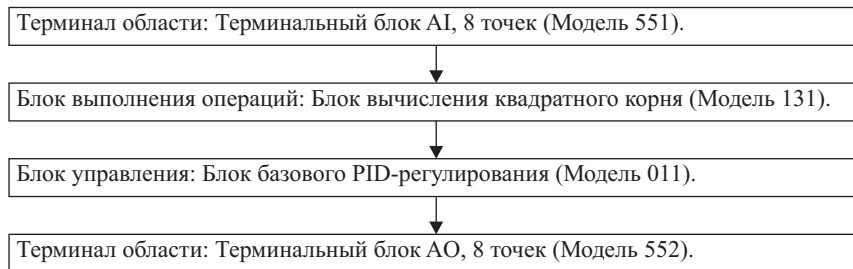 Терминал области: Терминальный блок AI, 8 точек (Модель 551).
Блок выполнения операций: Блок вычисления квадратного корня (Модель 131).
Блок управления: Блок базового PID-регулирования (Модель 011).
Терминал области: Терминальный блок AO, 8 точек (Модель 552).